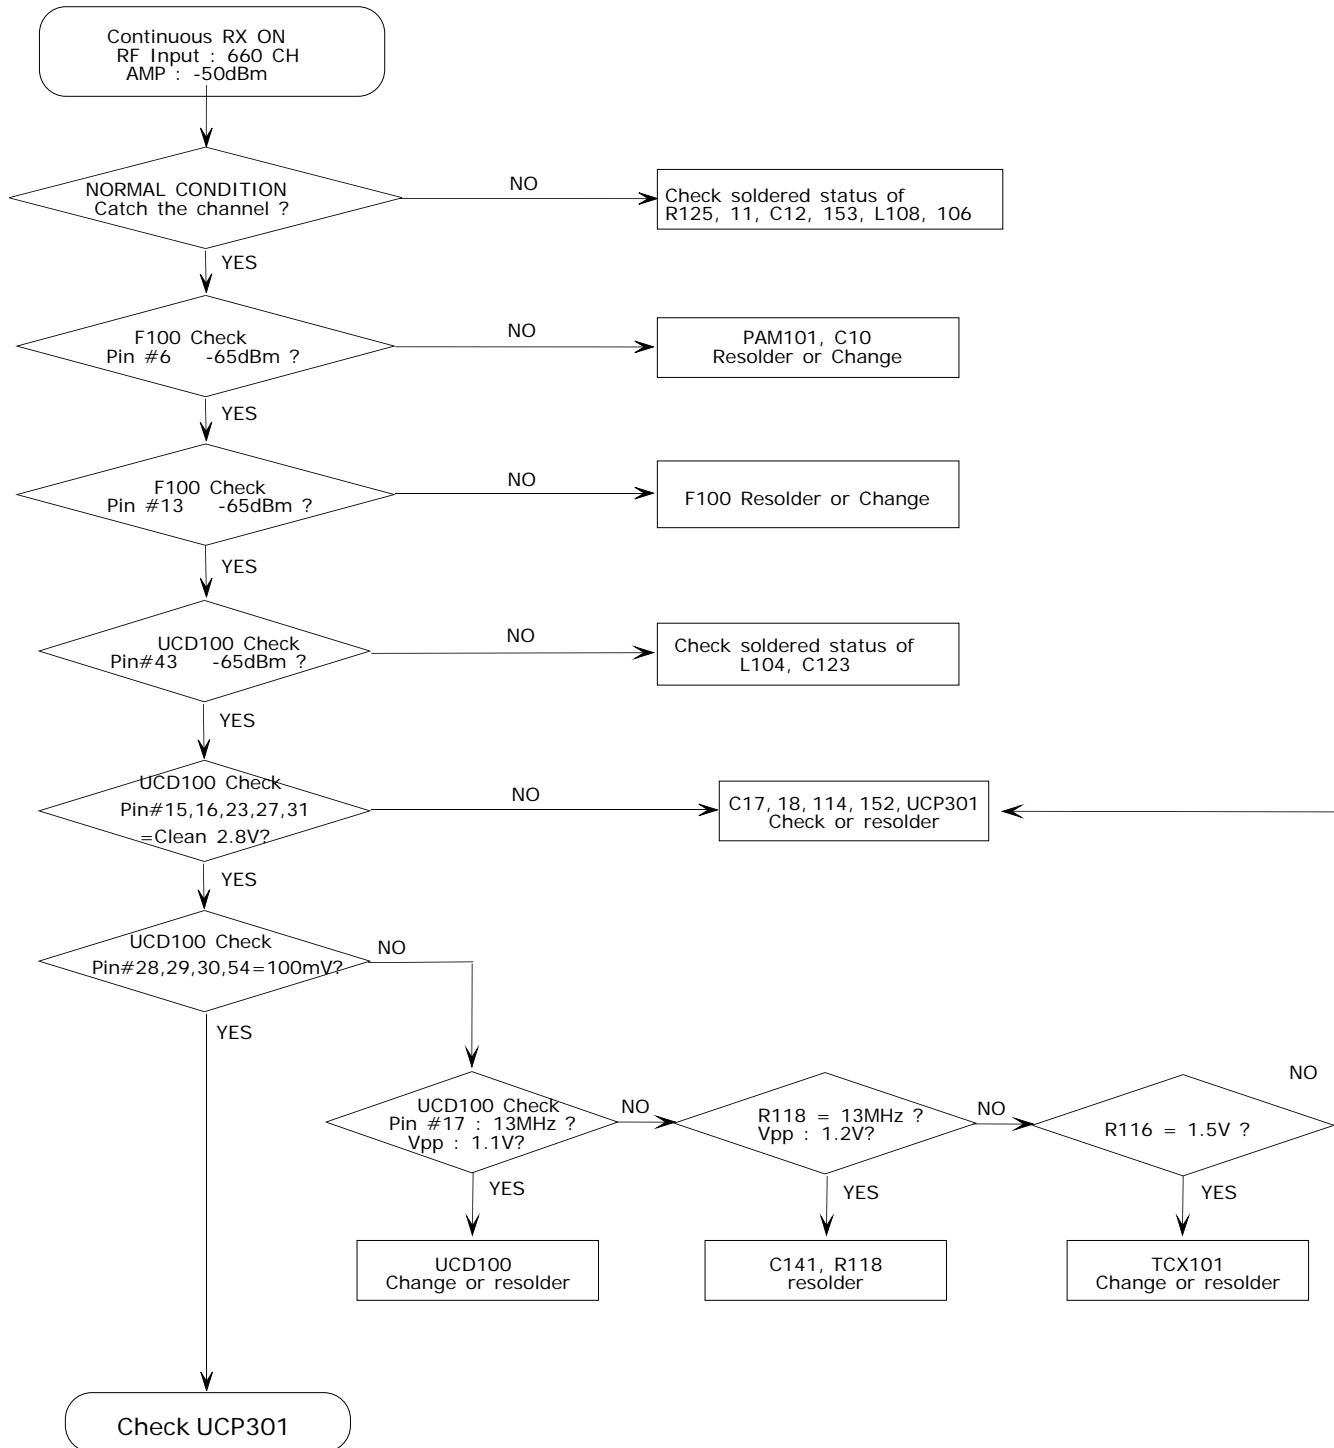 Continuous RX ON
RF Input : 660 CH
AMP : -50dBm
NORMAL CONDITION
Catch the channel ?
NO
Check soldered status of
R125, 11, C12, 153, L108, 106
YES
F100 Check
Pin #6 -65dBm ?
NO
PAM101, C10
Resolder or Change
YES
F100 Check
Pin #13 -65dBm ?
NO
F100 Resolder or Change
YES
UCD100 Check
Pin#43 -65dBm ?
NO
Check soldered status of
L104, C123
YES
UCD100 Check
Pin#15,16,23,27,31
=Clean 2.8V?
NO
C17, 18, 114, 152, UCP301
Check or resolder
YES
UCD100 Check
Pin#28,29,30,54=100mV?
NO
YES
UCD100 Check
Pin #17 : 13MHz ?
Vpp : 1.1V?
NO
R118 = 13MHz ?
Vpp : 1.2V?
NO
R116 = 1.5V ?
NO
YES
YES
YES
UCD100
Change or resolder
C141, R118
resolder
TCX101
Change or resolder
Check UCP301